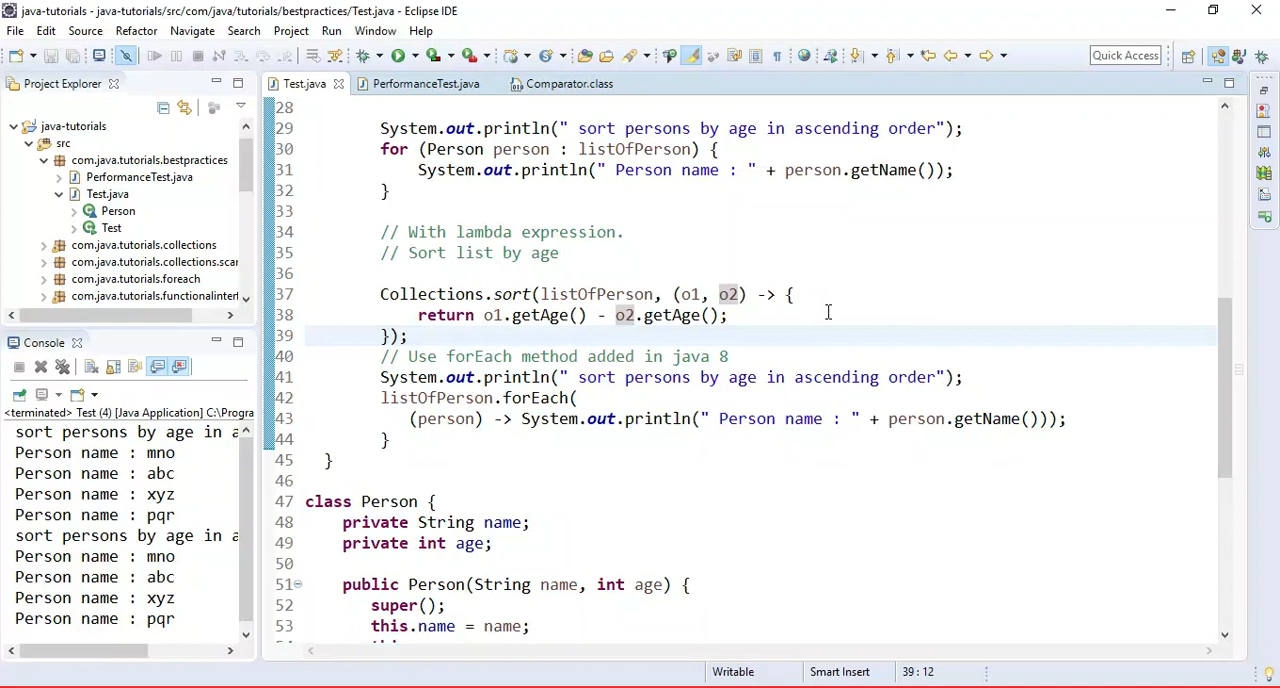 java-tutorials - java-tutorials/src/com/java/tutorials/bestpractices/Test.java - Eclipse IDE
File Edit Source Refactor Navigate Search Project Run Window Help
Quick Access
Project Explorer
java-tutorials
src
com.java.tutorials.bestpractices
PerformanceTest.java
Test.java
Person
Test
com.java.tutorials.collections
com.java.tutorials.collections.scar
com.java.tutorials.foreach
com.java.tutorials.functionalinterf
Console
<terminated> Test (4) [Java Application] C:\Progra
sort persons by age in a
Person name : mno
Person name : abc
Person name : xyz
Person name : pqr
sort persons by age in a
Person name : mno
Person name : abc
Person name : xyz
Person name : pqr
Test.java PerformanceTest.java Comparator.class
28
29 System.out.println(" sort persons by age in ascending order");
30 for (Person person : listOfPerson) {
31 System.out.println(" Person name : " + person.getName());
32 }
33
34 // With lambda expression.
35 // Sort list by age
36
37 Collections.sort(listOfPerson, (o1, o2) -> {
38 return o1.getAge() - o2.getAge();
39 });
40 // Use forEach method added in java 8
41 System.out.println(" sort persons by age in ascending order");
42 listOfPerson.forEach(
43 (person) -> System.out.println(" Person name : " + person.getName()));
44 }
45 }
46
47 class Person {
48 private String name;
49 private int age;
50
51 public Person(String name, int age) {
52 super();
53 this.name = name;
Writable Smart Insert 39 : 12